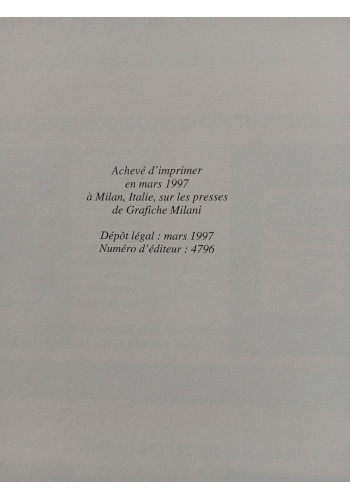 Achevé d'imprimer
en mars 1997
à Milan, Italie, sur les presses
de Grafiche Milani
Dépôt légal : mars 1997
Numéro d'éditeur : 4796